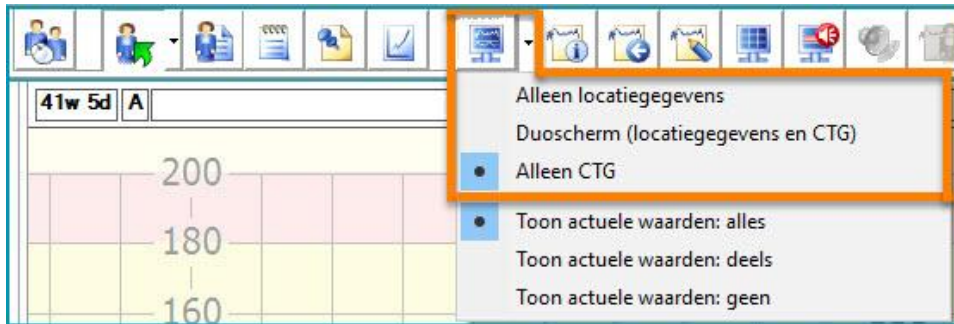 41w 5d A
200
180
160
Alleen locatiegegevens
Duoscherm (locatiegegevens en CTG)
Alleen CTG
Toon actuele waarden: alles
Toon actuele waarden: deels
Toon actuele waarden: geen